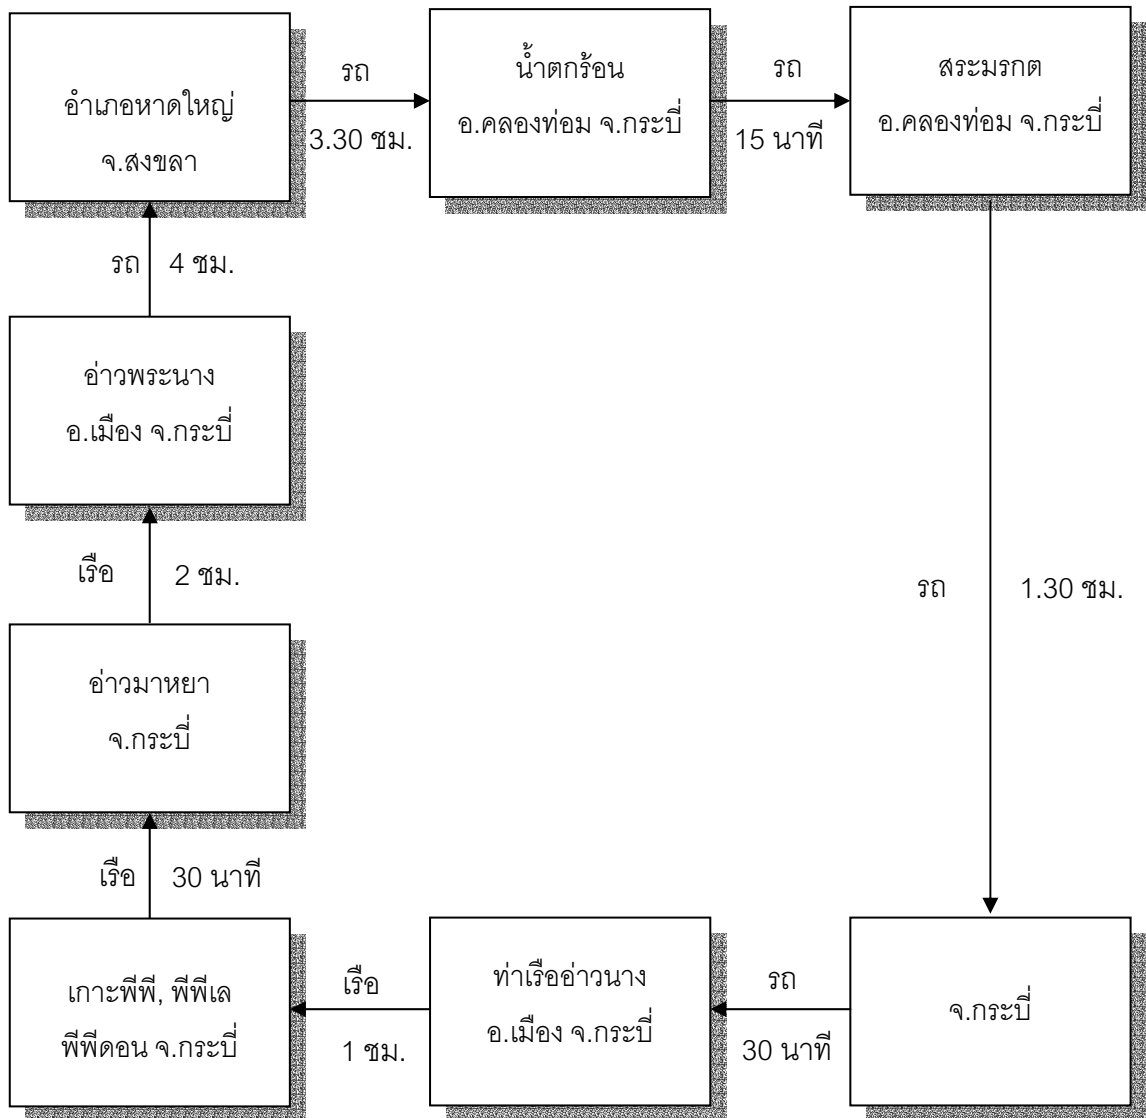 อำเภอหาดใหญ่
จ.สงขลา
รถ
3.30 ชม.
น้ำตกร้อน
อ.คลองท่อม จ.กระบี่
รถ
15 นาที
สระมรกต
อ.คลองท่อม จ.กระบี่
รถ 1.30 ชม.
จ.กระบี่
รถ
30 นาที
ท่าเรืออ่าวนาง
อ.เมือง จ.กระบี่
เรือ
1 ชม.
เกาะพีพี, พีพีเล
พีพีดอน จ.กระบี่
เรือ 30 นาที
อ่าวมาหยา
จ.กระบี่
เรือ 2 ชม.
อ่าวพระนาง
อ.เมือง จ.กระบี่
รถ 4 ชม.